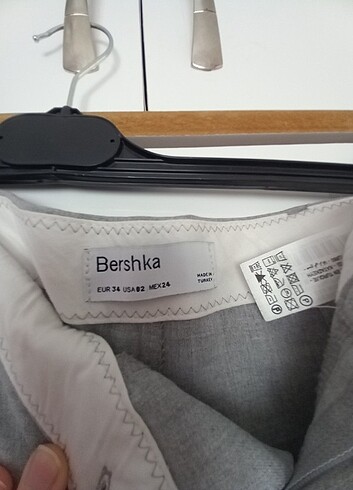 Bershka
MADE IN
TURKEY
EUR 34 USA 02 MEX 24